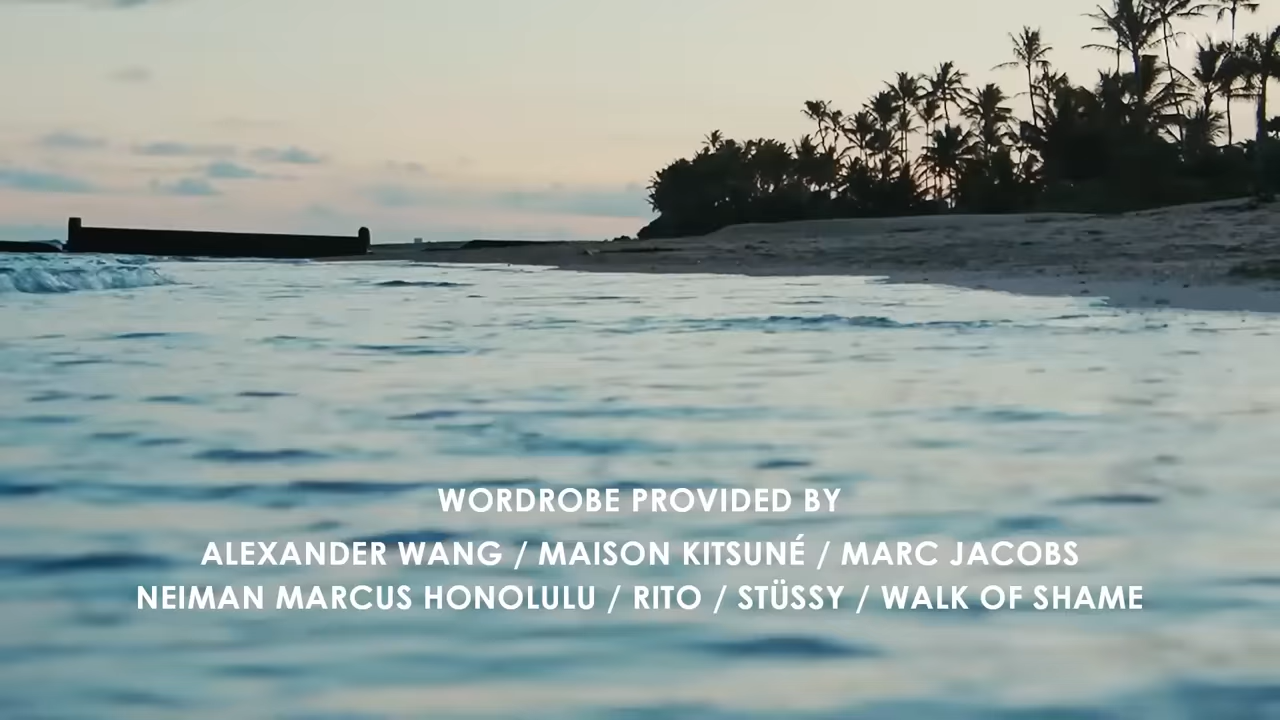 WORDROBE PROVIDED BY
ALEXANDER WANG / MAISON KITSUNÉ / MARC JACOBS
NEIMAN MARCUS HONOLULU / RITO / STÜSSY / WALK OF SHAME